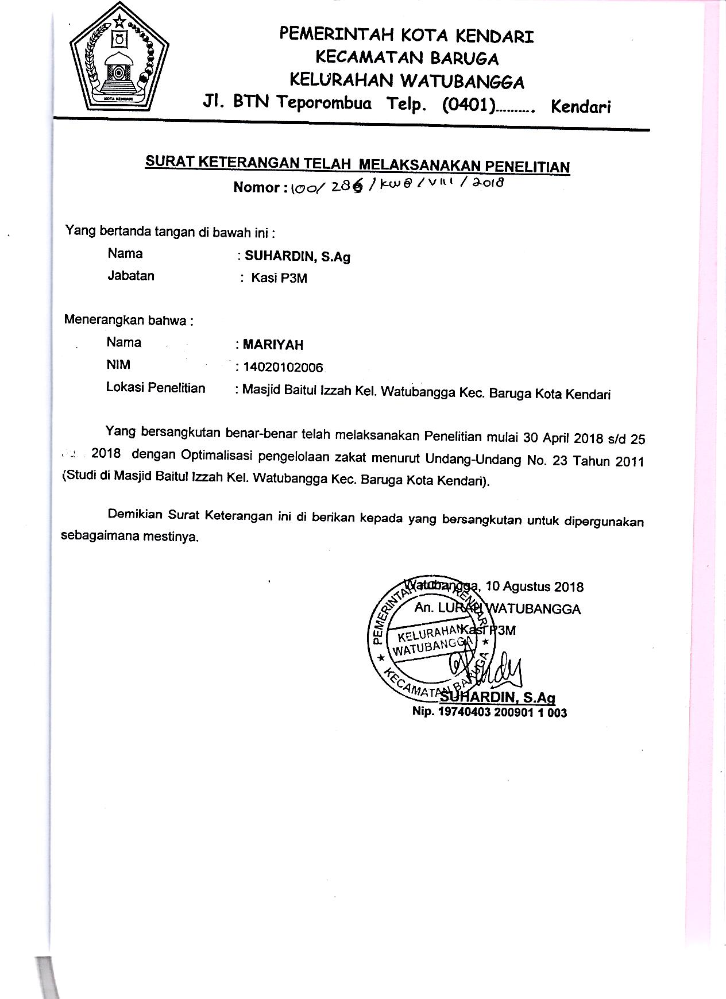 KOTA KENDARI
PEMERINTAH KOTA KENDARI
KECAMATAN BARUGA
KELURAHAN WATUBANGGA
Jl. BTN Teporombua Telp. (0401).......... Kendari
SURAT KETERANGAN TELAH MELAKSANAKAN PENELITIAN
Nomor : 100/ 286 / KWB / VIII / 2018
Yang bertanda tangan di bawah ini :
Nama : SUHARDIN, S.Ag
Jabatan : Kasi P3M
Menerangkan bahwa :
Nama : MARIYAH
NIM : 14020102006
Lokasi Penelitian : Masjid Baitul Izzah Kel. Watubangga Kec. Baruga Kota Kendari
Yang bersangkutan benar-benar telah melaksanakan Penelitian mulai 30 April 2018 s/d 25
2018 dengan Optimalisasi pengelolaan zakat menurut Undang-Undang No. 23 Tahun 2011
(Studi di Masjid Baitul Izzah Kel. Watubangga Kec. Baruga Kota Kendari).
Demikian Surat Keterangan ini di berikan kepada yang bersangkutan untuk dipergunakan
sebagaimana mestinya.
Watubangga, 10 Agustus 2018
An. LURAH WATUBANGGA
Kasi P3M
PEMERINTAH KOTA KENDARI
KELURAHAN
WATUBANGGA
KECAMATAN BARUGA
SUHARDIN, S.Ag
Nip. 19740403 200901 1 003